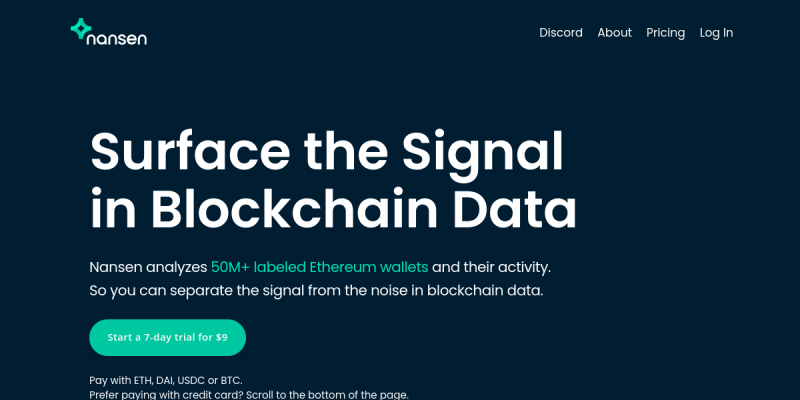 nansen
Discord About Pricing Log In
Surface the Signal
in Blockchain Data
Nansen analyzes 50M+ labeled Ethereum wallets and their activity.
So you can separate the signal from the noise in blockchain data.
Start a 7-day trial for $9
Pay with ETH, DAI, USDC or BTC.
Prefer paying with credit card? Scroll to the bottom of the page.